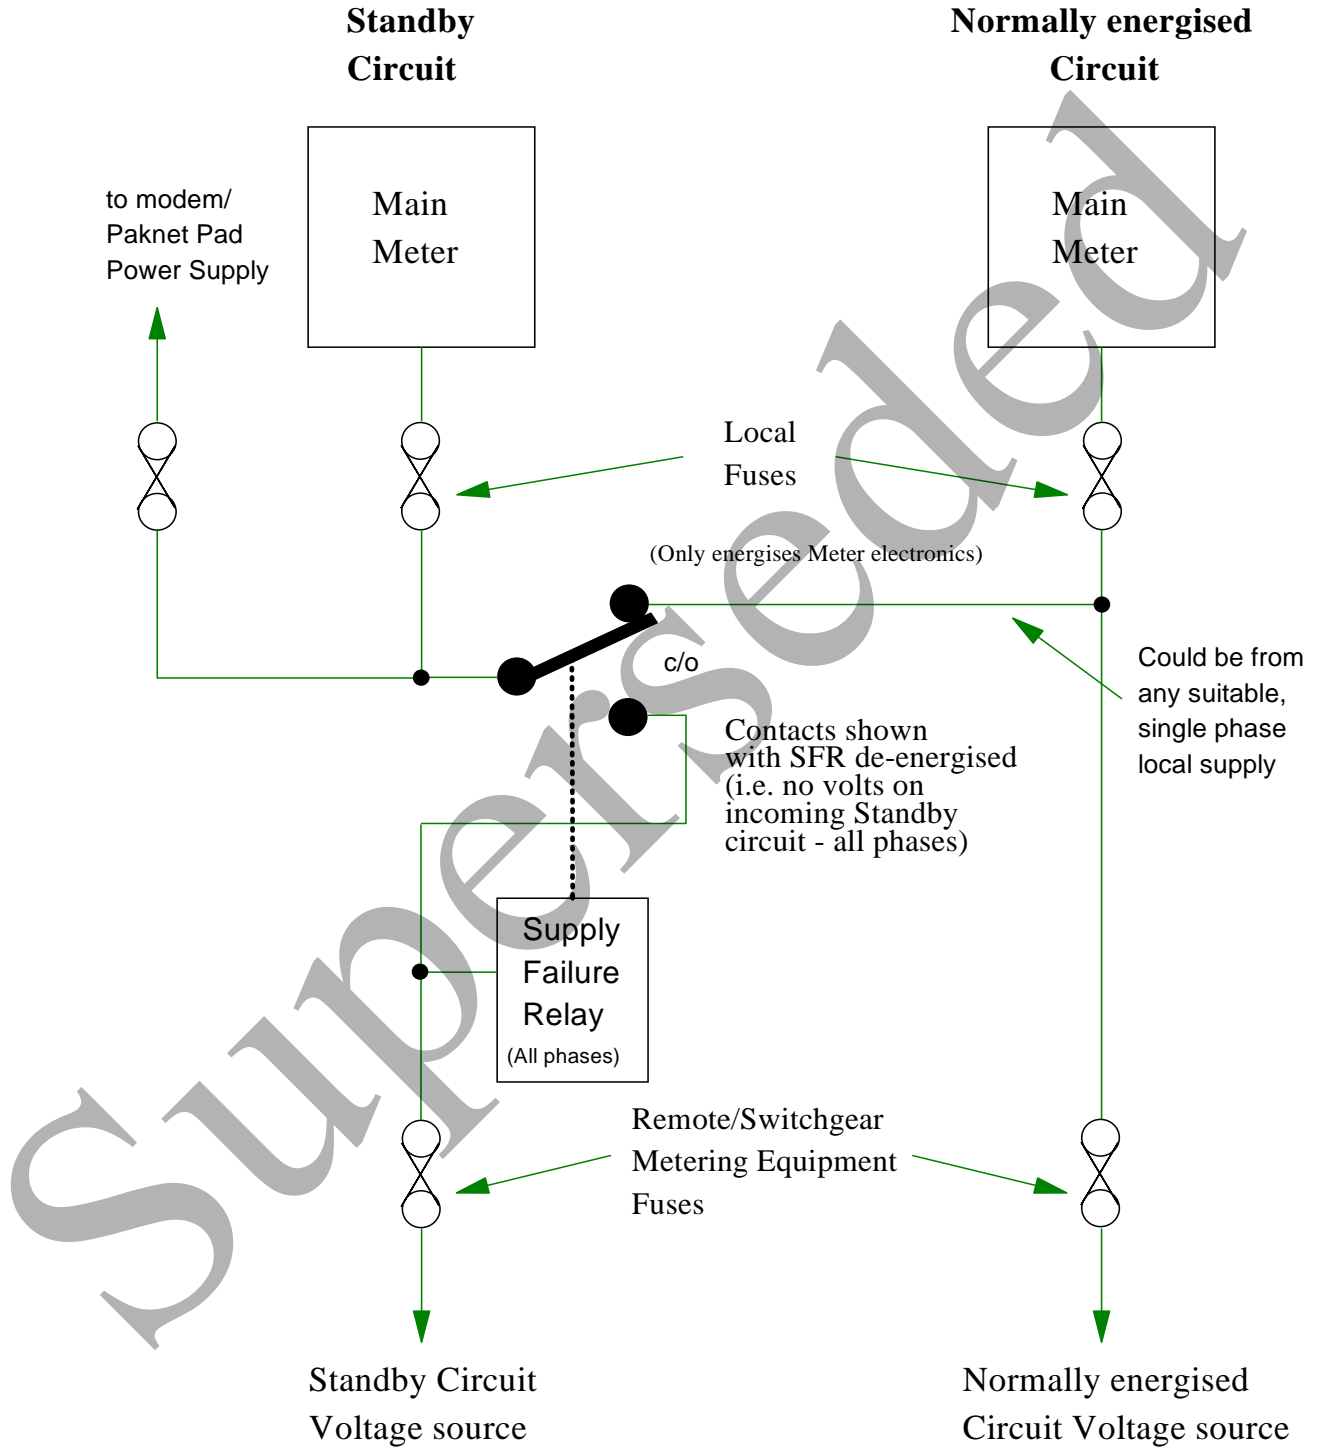 Standby
Circuit
Normally energised
Circuit
Main
Meter
Main
Meter
to modem/
Paknet Pad
Power Supply
Local
Fuses
(Only energises Meter electronics)
c/o
Could be from
any suitable,
single phase
local supply
Contacts shown
with SFR de-energised
(i.e. no volts on
incoming Standby
circuit - all phases)
Supply
Failure
Relay
(All phases)
Remote/Switchgear
Metering Equipment
Fuses
Standby Circuit
Voltage source
Normally energised
Circuit Voltage source
Superseded